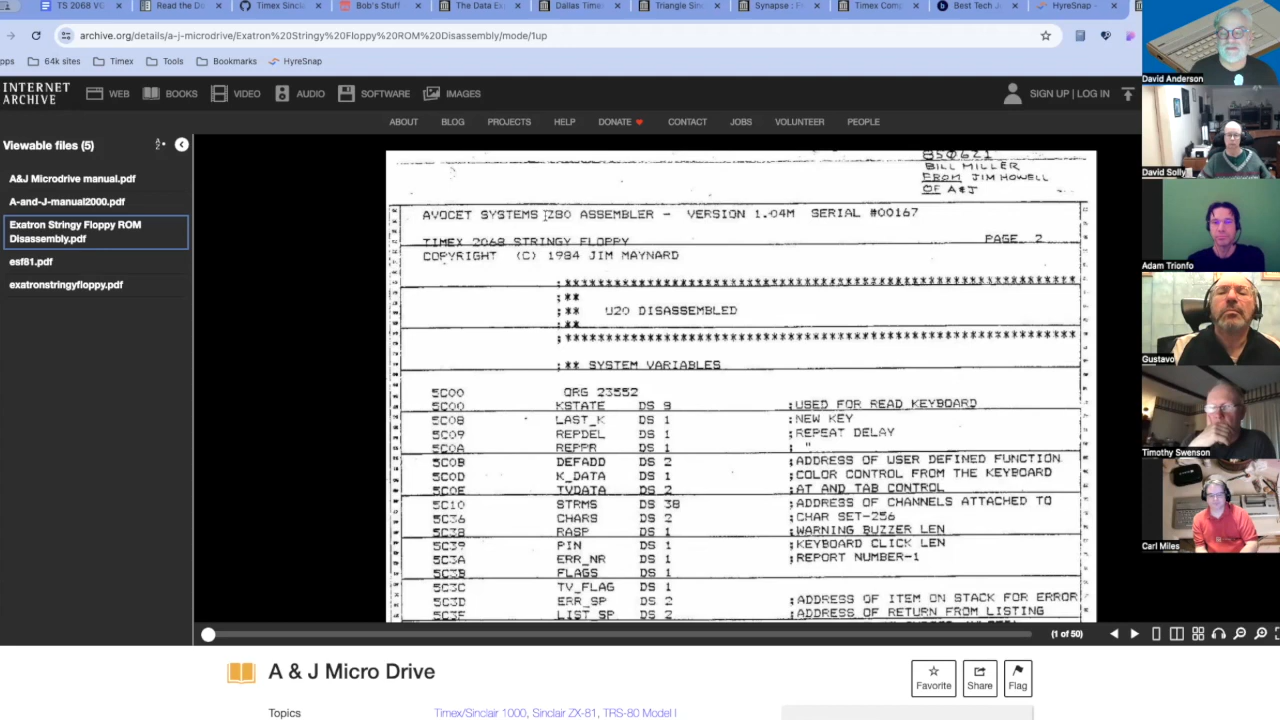 TS 2068 VG
Read the Di
Timex Sincla
Bob's Stuff
The Data Ex
Dallas Times
Triangle Sin
Synapse : F
Timex Comp
Best Tech J
HyreSnap -
archive.org/details/a-j-microdrive/Exatron%20Stringy%20Floppy%20ROM%20Disassembly/mode/1up
pps
64k sites
Timex
Tools
Bookmarks
HyreSnap
INTERNET
ARCHIVE
WEB
BOOKS
VIDEO
AUDIO
SOFTWARE
IMAGES
SIGN UP | LOG IN
ABOUT
BLOG
PROJECTS
HELP
DONATE
CONTACT
JOBS
VOLUNTEER
PEOPLE
Viewable files (5)
A&J Microdrive manual.pdf
A-and-J-manual2000.pdf
Exatron Stringy Floppy ROM
Disassembly.pdf
esf81.pdf
exatronstringyfloppy.pdf
850621
BILL MILLER
FROM JIM HOWELL
OF A&J
AVOCET SYSTEMS Z80 ASSEMBLER - VERSION 1.04M SERIAL #00167
TIMEX 2068 STRINGY FLOPPY PAGE 2
COPYRIGHT (C) 1984 JIM MAYNARD
;**
;** U20 DISASSEMBLED
;**
;** SYSTEM VARIABLES
5C00 ORG 23552
5C00 KSTATE DS 8 ;USED FOR READ KEYBOARD
5C08 LAST_K DS 1 ;NEW KEY
5C09 REPDEL DS 1 ;REPEAT DELAY
5C0A REPPR DS 1 ; "
5C0B DEFADD DS 2 ;ADDRESS OF USER DEFINED FUNCTION
5C0D K_DATA DS 1 ;COLOR CONTROL FROM THE KEYBOARD
5C0E TVDATA DS 2 ;AT AND TAB CONTROL
5C10 STRMS DS 38 ;ADDRESS OF CHANNELS ATTACHED TO
5C36 CHARS DS 2 ;CHAR SET-256
5C38 RASP DS 1 ;WARNING BUZZER LEN
5C39 PIN DS 1 ;KEYBOARD CLICK LEN
5C3A ERR_NR DS 1 ;REPORT NUMBER-1
5C3B FLAGS DS 1
5C3C TV_FLAG DS 1
5C3D ERR_SP DS 2 ;ADDRESS OF ITEM ON STACK FOR ERROR
5C3F LIST_SP DS 2 ;ADDRESS OF RETURN FROM LISTING
(1 of 50)
A & J Micro Drive
Favorite
Share
Flag
Topics
Timex/Sinclair 1000, Sinclair ZX-81, TRS-80 Model I
David Anderson
David Solly
Adam Trionfo
Gustavo
Timothy Swenson
Carl Miles